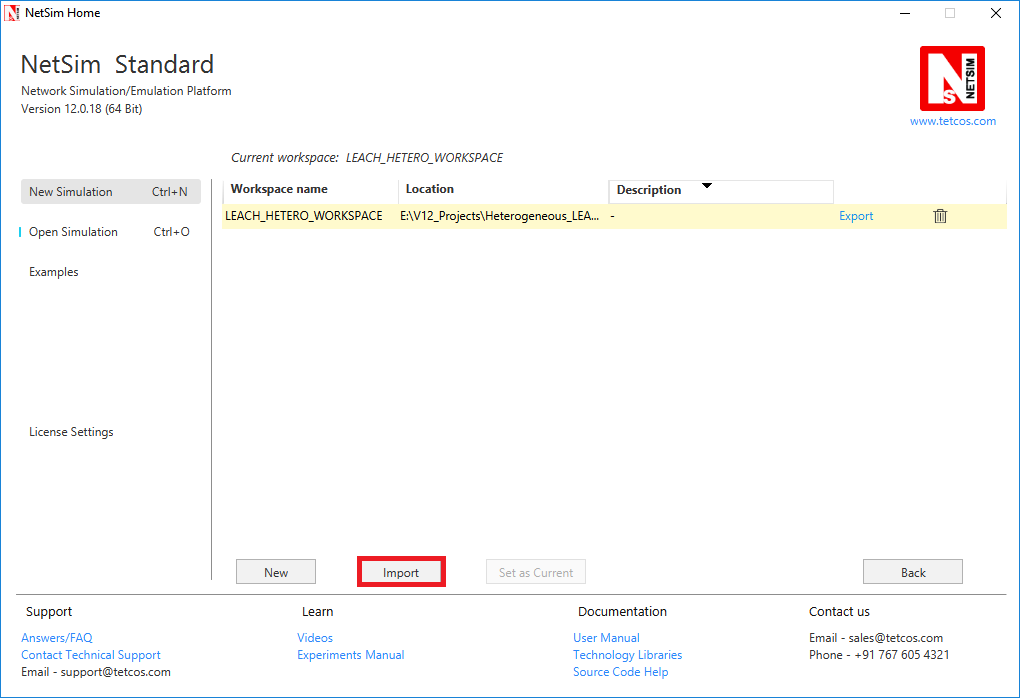 NetSim Home
NetSim Standard
Network Simulation/Emulation Platform
Version 12.0.18 (64 Bit)
NS NETSIM
www.tetcos.com
Current workspace: LEACH_HETERO_WORKSPACE
New Simulation Ctrl+N
Open Simulation Ctrl+O
Examples
License Settings
Workspace name Location Description
LEACH_HETERO_WORKSPACE E:\V12_Projects\Heterogeneous_LEA... - Export
New Import Set as Current Back
Support
Answers/FAQ
Contact Technical Support
Email - support@tetcos.com
Learn
Videos
Experiments Manual
Documentation
User Manual
Technology Libraries
Source Code Help
Contact us
Email - sales@tetcos.com
Phone - +91 767 605 4321